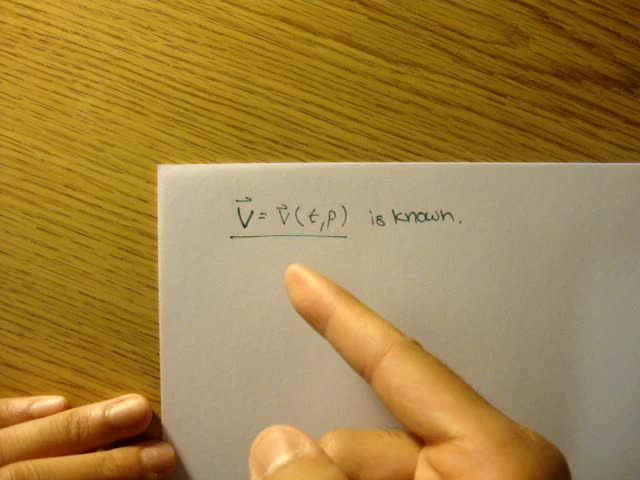 V⃗ = V⃗(t,p) is known.